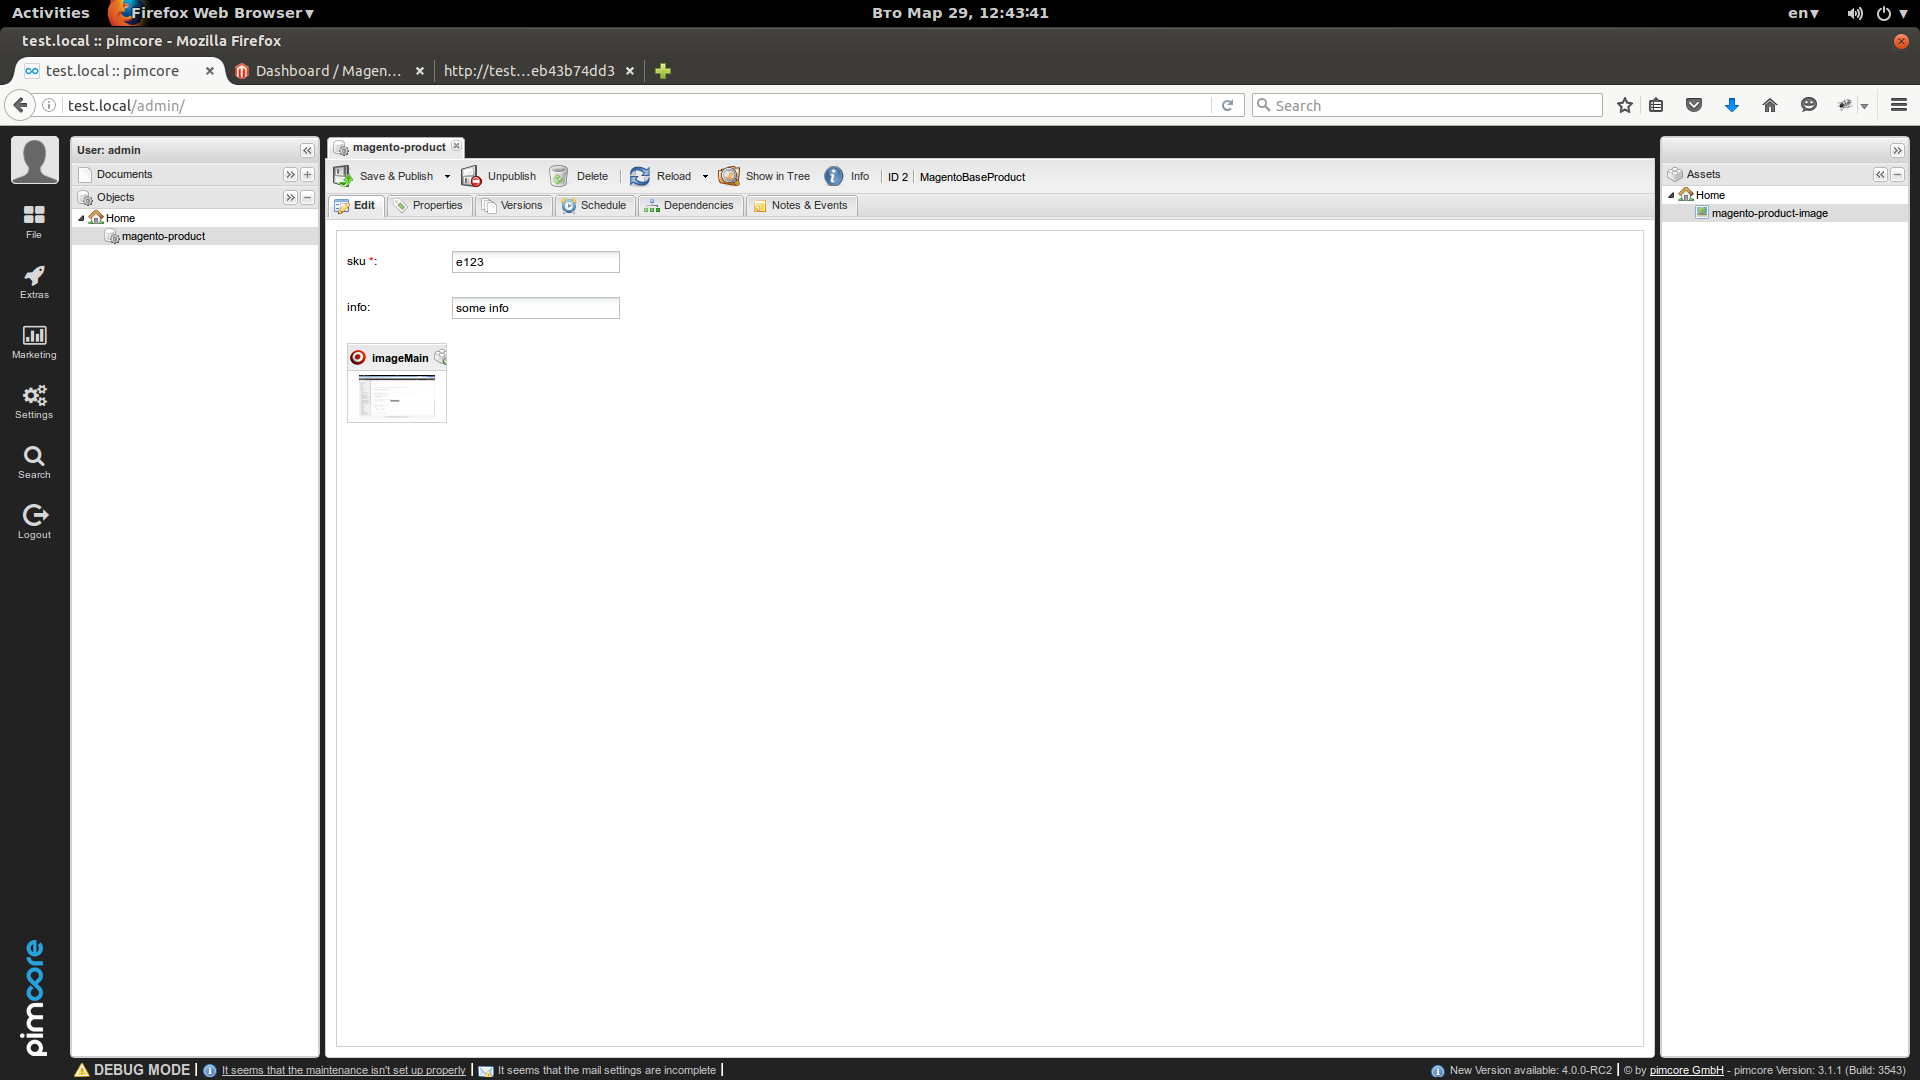 Activities Firefox Web Browser Вто Мар 29, 12:43:41 en
test.local :: pimcore - Mozilla Firefox
test.local :: pimcore Dashboard / Magen... http://test...eb43b74dd3
test.local/admin/ Search
User: admin
Documents
Objects
Home
magento-product
File
Extras
Marketing
Settings
Search
Logout
pimcore
magento-product
Save & Publish Unpublish Delete Reload Show in Tree Info ID 2 MagentoBaseProduct
Edit Properties Versions Schedule Dependencies Notes & Events
sku *: e123
info: some info
imageMain
Assets
Home
magento-product-image
DEBUG MODE It seems that the maintenance isn't set up properly It seems that the mail settings are incomplete New Version available: 4.0.0-RC2 © by pimcore GmbH - pimcore Version: 3.1.1 (Build: 3543)